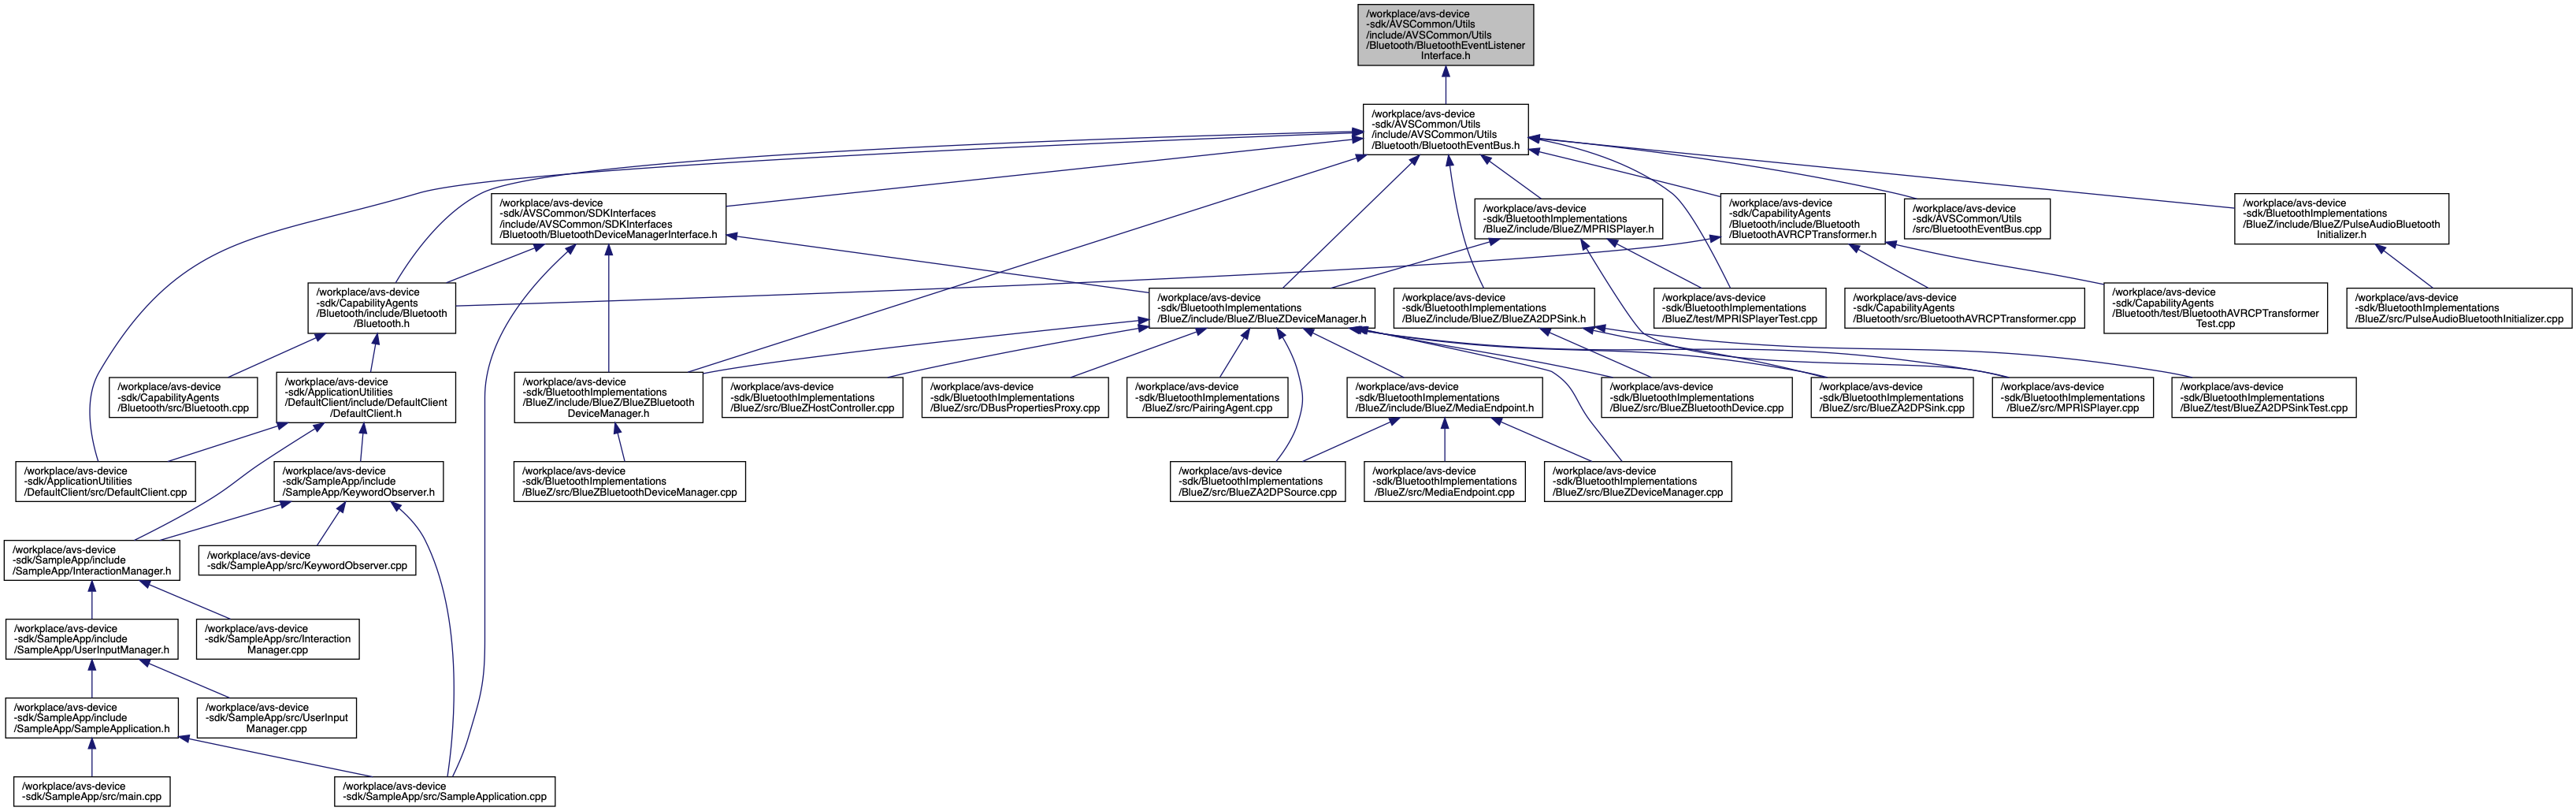 /workplace/avs-device
-sdk/AVSCommon/Utils
/include/AVSCommon/Utils
/Bluetooth/BluetoothEventListener
Interface.h
/workplace/avs-device
-sdk/AVSCommon/Utils
/include/AVSCommon/Utils
/Bluetooth/BluetoothEventBus.h
/workplace/avs-device
-sdk/AVSCommon/SDKInterfaces
/include/AVSCommon/SDKInterfaces
/Bluetooth/BluetoothDeviceManagerInterface.h
/workplace/avs-device
-sdk/BluetoothImplementations
/BlueZ/include/BlueZ/MPRISPlayer.h
/workplace/avs-device
-sdk/CapabilityAgents
/Bluetooth/include/Bluetooth
/BluetoothAVRCPTransformer.h
/workplace/avs-device
-sdk/AVSCommon/Utils
/src/BluetoothEventBus.cpp
/workplace/avs-device
-sdk/BluetoothImplementations
/BlueZ/include/BlueZ/PulseAudioBluetooth
Initializer.h
/workplace/avs-device
-sdk/CapabilityAgents
/Bluetooth/include/Bluetooth
/Bluetooth.h
/workplace/avs-device
-sdk/BluetoothImplementations
/BlueZ/include/BlueZ/BlueZDeviceManager.h
/workplace/avs-device
-sdk/BluetoothImplementations
/BlueZ/include/BlueZ/BlueZA2DPSink.h
/workplace/avs-device
-sdk/BluetoothImplementations
/BlueZ/test/MPRISPlayerTest.cpp
/workplace/avs-device
-sdk/CapabilityAgents
/Bluetooth/src/BluetoothAVRCPTransformer.cpp
/workplace/avs-device
-sdk/CapabilityAgents
/Bluetooth/test/BluetoothAVRCPTransformer
Test.cpp
/workplace/avs-device
-sdk/BluetoothImplementations
/BlueZ/src/PulseAudioBluetoothInitializer.cpp
/workplace/avs-device
-sdk/CapabilityAgents
/Bluetooth/src/Bluetooth.cpp
/workplace/avs-device
-sdk/ApplicationUtilities
/DefaultClient/include/DefaultClient
/DefaultClient.h
/workplace/avs-device
-sdk/BluetoothImplementations
/BlueZ/include/BlueZ/BlueZBluetooth
DeviceManager.h
/workplace/avs-device
-sdk/BluetoothImplementations
/BlueZ/src/BlueZHostController.cpp
/workplace/avs-device
-sdk/BluetoothImplementations
/BlueZ/src/DBusPropertiesProxy.cpp
/workplace/avs-device
-sdk/BluetoothImplementations
/BlueZ/src/PairingAgent.cpp
/workplace/avs-device
-sdk/BluetoothImplementations
/BlueZ/include/BlueZ/MediaEndpoint.h
/workplace/avs-device
-sdk/BluetoothImplementations
/BlueZ/src/BlueZBluetoothDevice.cpp
/workplace/avs-device
-sdk/BluetoothImplementations
/BlueZ/src/BlueZA2DPSink.cpp
/workplace/avs-device
-sdk/BluetoothImplementations
/BlueZ/src/MPRISPlayer.cpp
/workplace/avs-device
-sdk/BluetoothImplementations
/BlueZ/test/BlueZA2DPSinkTest.cpp
/workplace/avs-device
-sdk/ApplicationUtilities
/DefaultClient/src/DefaultClient.cpp
/workplace/avs-device
-sdk/SampleApp/include
/SampleApp/KeywordObserver.h
/workplace/avs-device
-sdk/BluetoothImplementations
/BlueZ/src/BlueZBluetoothDeviceManager.cpp
/workplace/avs-device
-sdk/BluetoothImplementations
/BlueZ/src/BlueZA2DPSource.cpp
/workplace/avs-device
-sdk/BluetoothImplementations
/BlueZ/src/MediaEndpoint.cpp
/workplace/avs-device
-sdk/BluetoothImplementations
/BlueZ/src/BlueZDeviceManager.cpp
/workplace/avs-device
-sdk/SampleApp/include
/SampleApp/InteractionManager.h
/workplace/avs-device
-sdk/SampleApp/src/KeywordObserver.cpp
/workplace/avs-device
-sdk/SampleApp/include
/SampleApp/UserInputManager.h
/workplace/avs-device
-sdk/SampleApp/src/Interaction
Manager.cpp
/workplace/avs-device
-sdk/SampleApp/include
/SampleApp/SampleApplication.h
/workplace/avs-device
-sdk/SampleApp/src/UserInput
Manager.cpp
/workplace/avs-device
-sdk/SampleApp/src/main.cpp
/workplace/avs-device
-sdk/SampleApp/src/SampleApplication.cpp